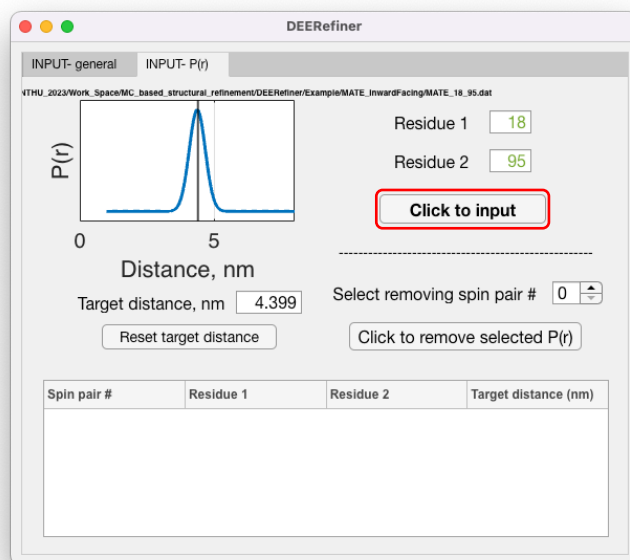 DEERefiner
INPUT- general
INPUT- P(r)
NTHU_2023/Work_Space/MC_based_structural_refinement/DEERefiner/Example/MATE_InwardFacing/MATE_18_95.dat
P(r)
0
5
Distance, nm
Target distance, nm 4.399
Reset target distance
Residue 1 18
Residue 2 95
Click to input
----------------------------------------------------
Select removing spin pair # 0
Click to remove selected P(r)
Spin pair #
Residue 1
Residue 2
Target distance (nm)